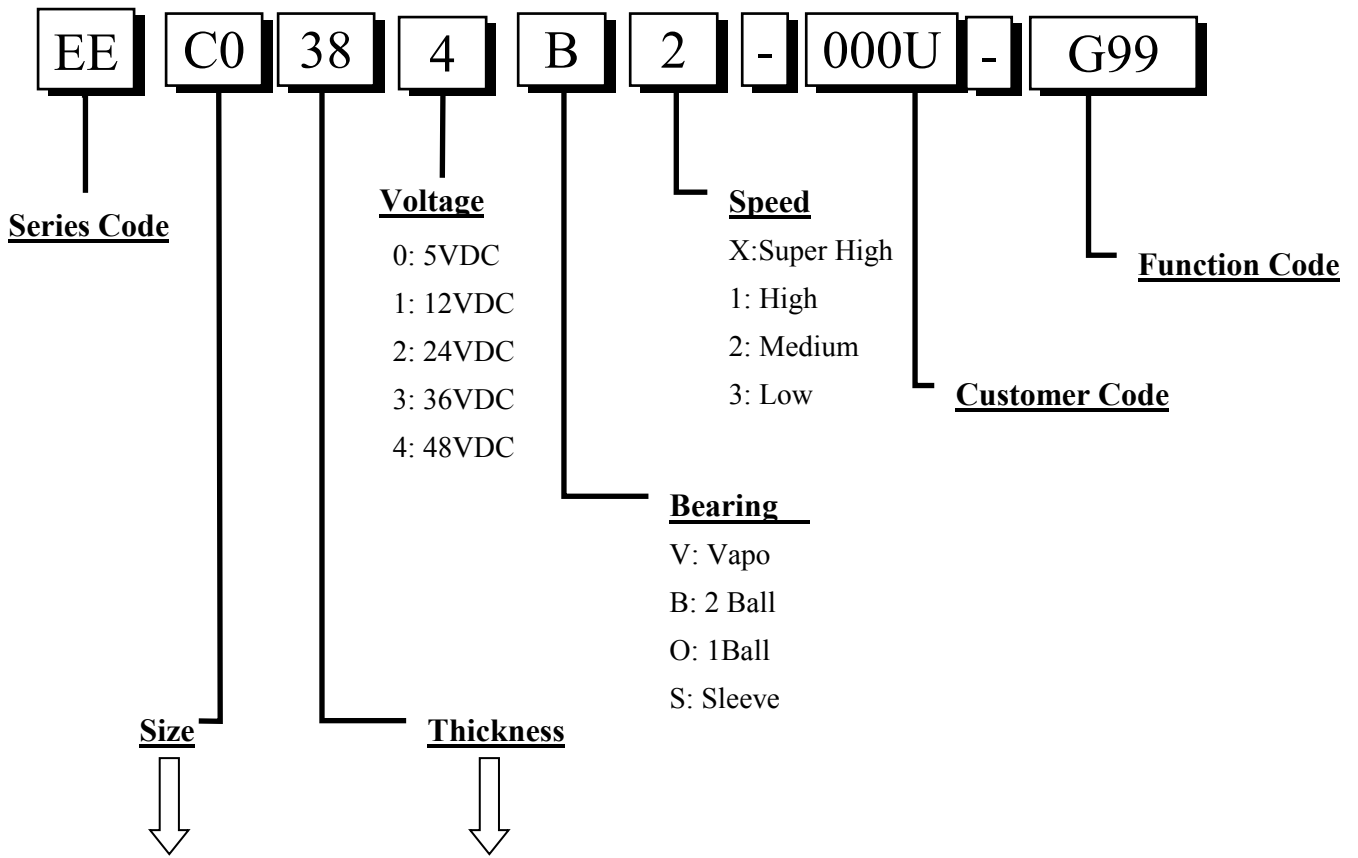 EE C0 38 4 B 2 - 000U - G99
Series Code
Voltage
0: 5VDC
1: 12VDC
2: 24VDC
3: 36VDC
4: 48VDC
Speed
X:Super High
1: High
2: Medium
3: Low
Function Code
Customer Code
Bearing
V: Vapo
B: 2 Ball
O: 1Ball
S: Sleeve
Size
Thickness